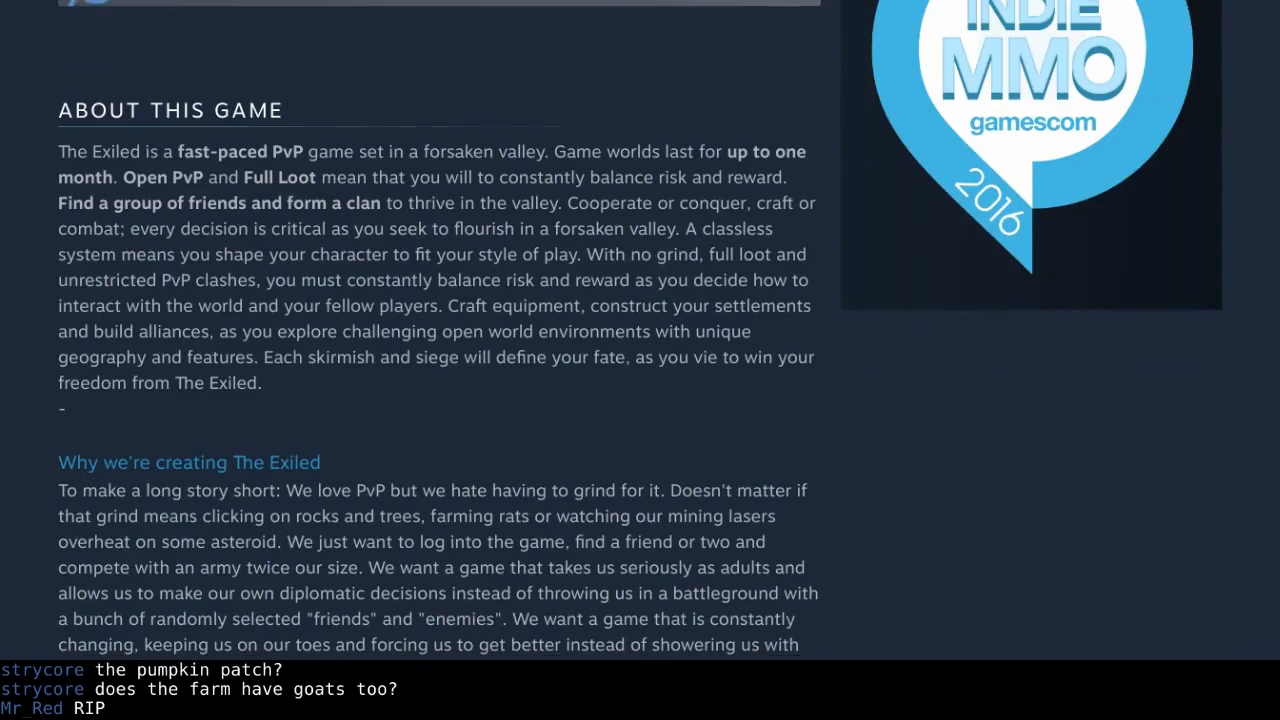 INDIE
MMO
gamescom
2016
ABOUT THIS GAME
The Exiled is a fast-paced PvP game set in a forsaken valley. Game worlds last for up to one
month. Open PvP and Full Loot mean that you will to constantly balance risk and reward.
Find a group of friends and form a clan to thrive in the valley. Cooperate or conquer, craft or
combat; every decision is critical as you seek to flourish in a forsaken valley. A classless
system means you shape your character to fit your style of play. With no grind, full loot and
unrestricted PvP clashes, you must constantly balance risk and reward as you decide how to
interact with the world and your fellow players. Craft equipment, construct your settlements
and build alliances, as you explore challenging open world environments with unique
geography and features. Each skirmish and siege will define your fate, as you vie to win your
freedom from The Exiled.
-
Why we're creating The Exiled
To make a long story short: We love PvP but we hate having to grind for it. Doesn't matter if
that grind means clicking on rocks and trees, farming rats or watching our mining lasers
overheat on some asteroid. We just want to log into the game, find a friend or two and
compete with an army twice our size. We want a game that takes us seriously as adults and
allows us to make our own diplomatic decisions instead of throwing us in a battleground with
a bunch of randomly selected "friends" and "enemies". We want a game that is constantly
changing, keeping us on our toes and forcing us to get better instead of showering us with
strycore the pumpkin patch?
strycore does the farm have goats too?
Mr_Red RIP